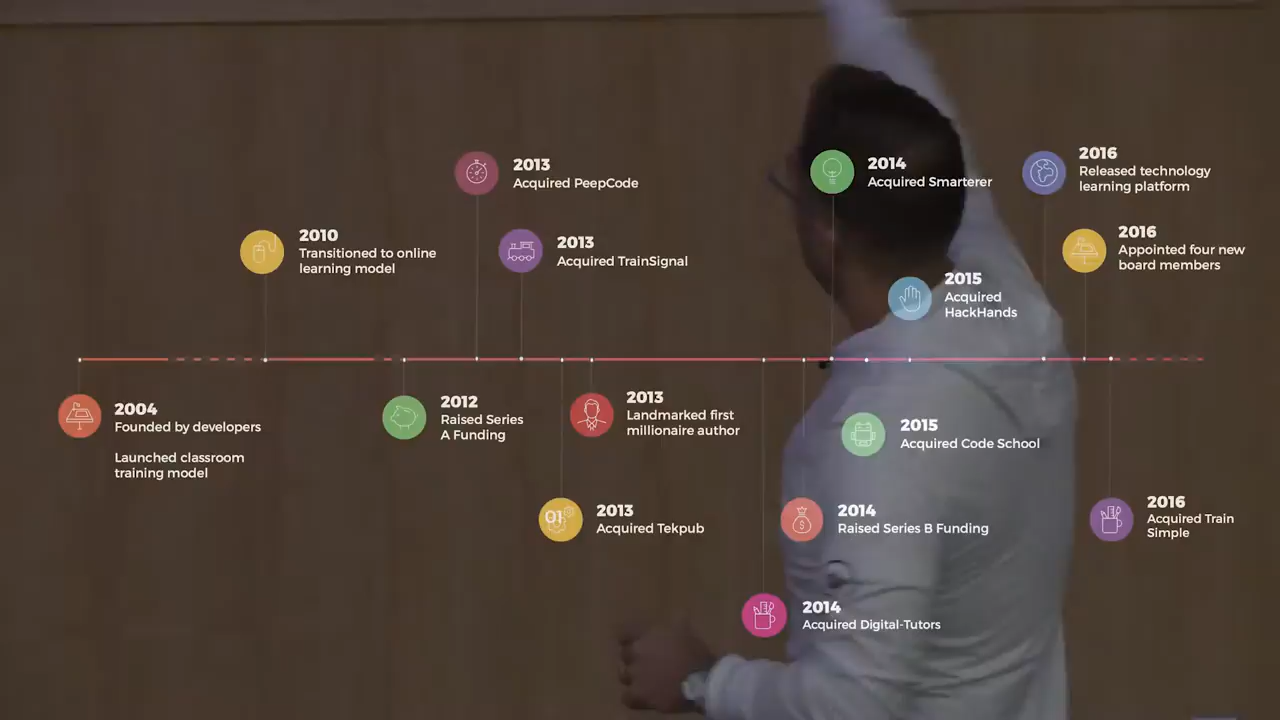 2004
Founded by developers
Launched classroom
training model
2010
Transitioned to online
learning model
2012
Raised Series
A Funding
2013
Acquired PeepCode
2013
Acquired TrainSignal
2013
Acquired Tekpub
2013
Landmarked first
millionaire author
2014
Acquired Digital-Tutors
2014
Raised Series B Funding
2014
Acquired Smarterer
2015
Acquired Code School
2015
Acquired
HackHands
2016
Released technology
learning platform
2016
Appointed four new
board members
2016
Acquired Train
Simple